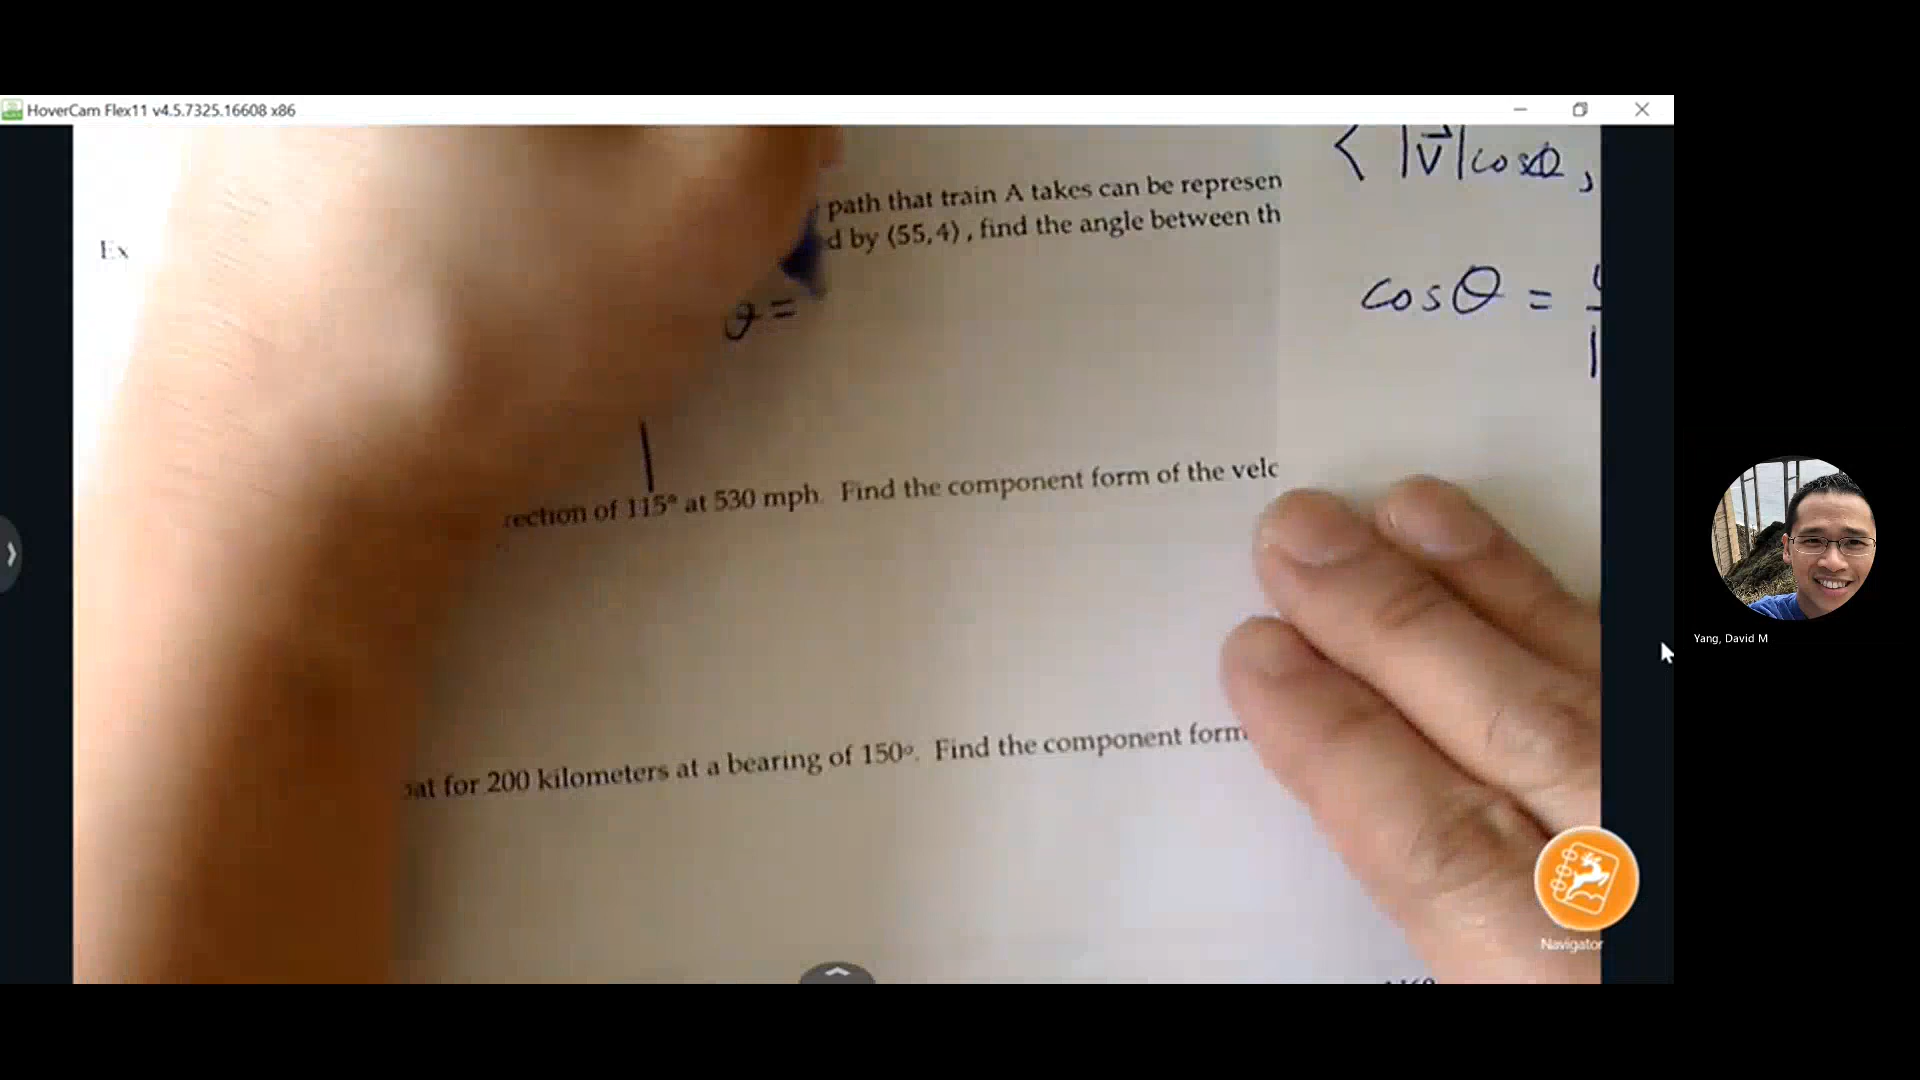 HoverCam Flex11 v4.5.7325.16608 x86
Ex
path that train A takes can be represen
d by ⟨55,4⟩, find the angle between th
θ =
⟨ |v⃗|cosθ,
cosθ =
rection of 115° at 530 mph. Find the component form of the velc
at for 200 kilometers at a bearing of 150°. Find the component form
Navigator
Yang, David M